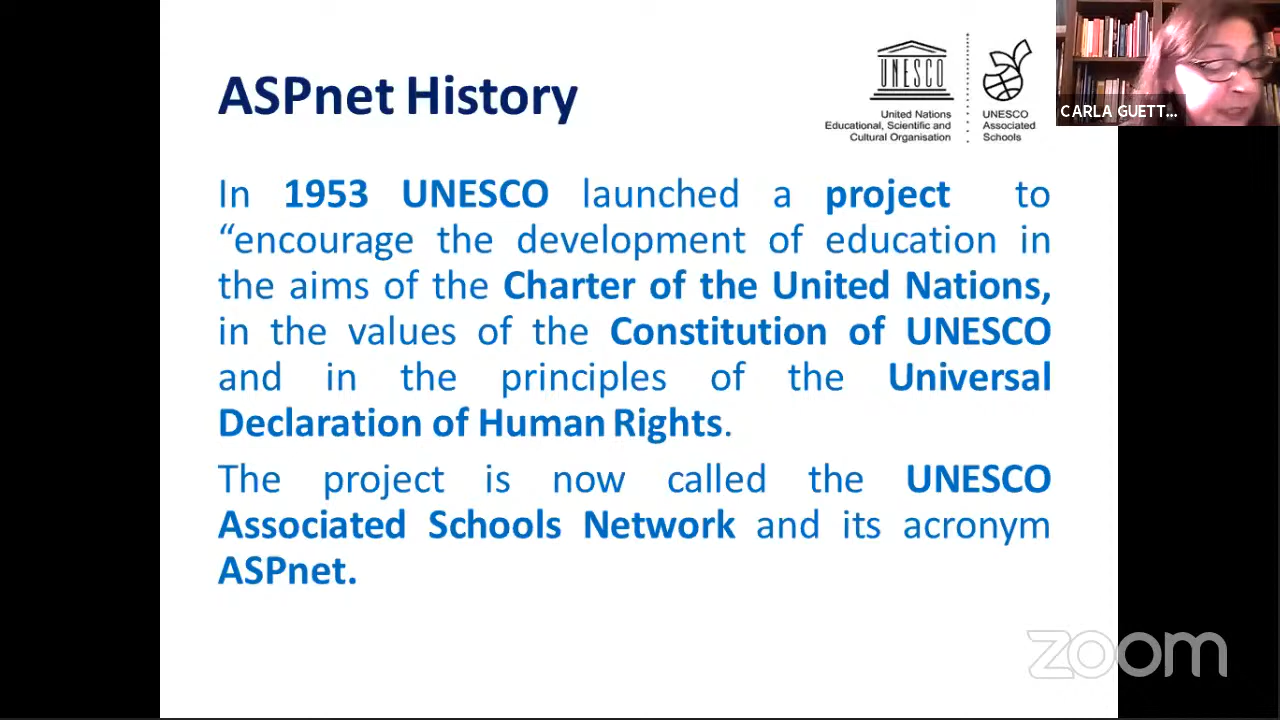 ASPnet History
UNESCO
United Nations
Educational, Scientific and
Cultural Organisation
UNESCO
Associated
Schools
CARLA GUETT...
In 1953 UNESCO launched a project to
“encourage the development of education in
the aims of the Charter of the United Nations,
in the values of the Constitution of UNESCO
and in the principles of the Universal
Declaration of Human Rights.
The project is now called the UNESCO
Associated Schools Network and its acronym
ASPnet.
zoom